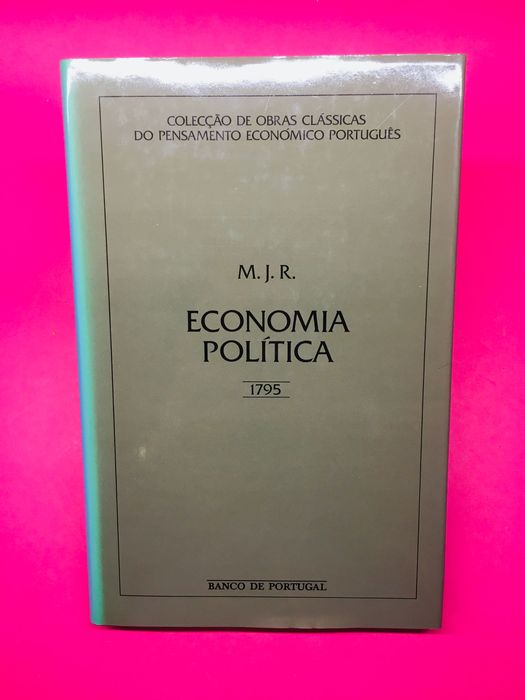 COLECÇÃO DE OBRAS CLÁSSICAS
DO PENSAMENTO ECONÓMICO PORTUGUÊS
M. J. R.
ECONOMIA
POLÍTICA
1795
BANCO DE PORTUGAL